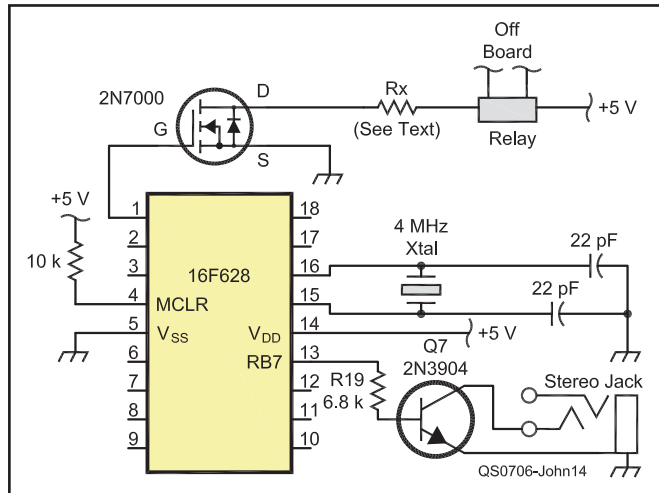 Off
Board
2N7000
D
Rx
+5 V
G
(See Text)
Relay
S
+5 V
1
18
4 MHz
Xtal
2
17
22 pF
10 k
3
16F628
16
4
MCLR
15
22 pF
5
VSS
VDD
14
+5 V
6
RB7
13
Q7
2N3904
7
12
R19
6.8 k
Stereo Jack
8
11
9
10
QS0706-John14